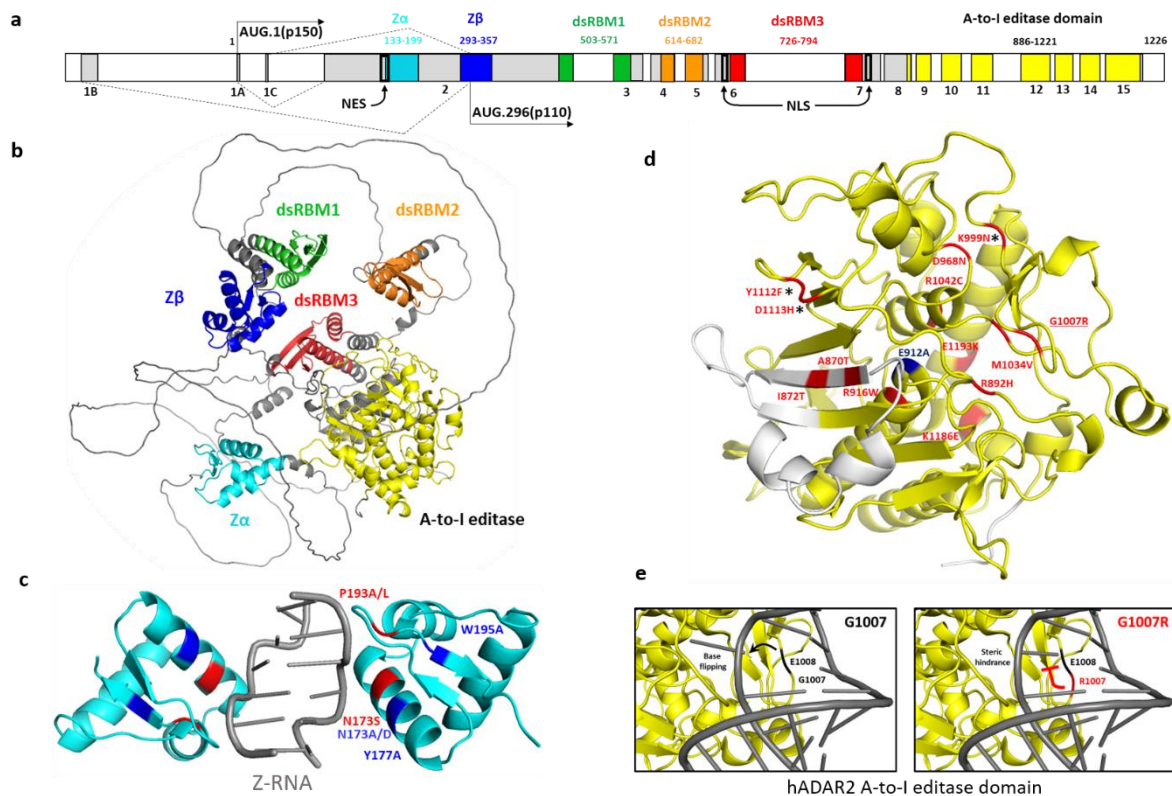 a
AUG.1(p150)
1
Zα
133-199
Zβ
293-357
dsRBM1
503-571
dsRBM2
614-682
dsRBM3
726-794
A-to-I editase domain
886-1221
1226
1B
1A
1C
NES
2
AUG.296(p110)
3
4
5
6
NLS
7
8
9
10
11
12
13
14
15
b
dsRBM1
dsRBM2
Zβ
dsRBM3
Zα
A-to-I editase
c
P193A/L
W195A
N173S
N173A/D
Y177A
Z-RNA
d
K999N *
D968N
R1042C
Y1112F *
D1113H *
G1007R
E1193K
A870T
E912A
M1034V
I872T
R916W
R892H
K1186E
e
G1007
Base
flipping
E1008
G1007
G1007R
Steric
hindrance
E1008
R1007
hADAR2 A-to-I editase domain